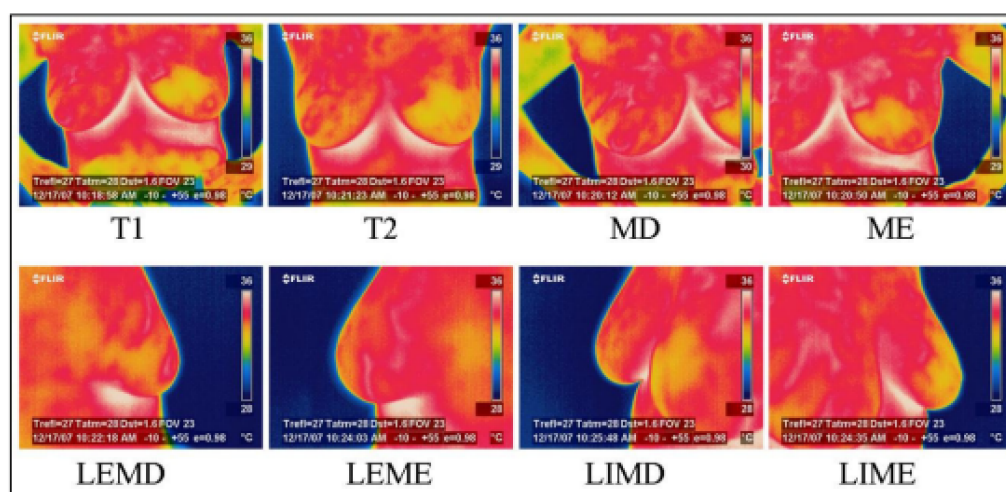 FLIR 36
29
Trefl=27 Tatm=28 Dst=1.6 FOV 23
12/17/07 10:18:58 AM -10 - +55 e=0.98 °C
T1
FLIR 36
29
Trefl=27 Tatm=28 Dst=1.6 FOV 23
12/17/07 10:21:23 AM -10 - +55 e=0.98 °C
T2
FLIR 36
30
Trefl=27 Tatm=28 Dst=1.6 FOV 23
12/17/07 10:20:12 AM -10 - +55 e=0.98 °C
MD
FLIR 36
29
Trefl=27 Tatm=28 Dst=1.6 FOV 23
12/17/07 10:20:50 AM -10 - +55 e=0.98 °C
ME
FLIR 36
28
Trefl=27 Tatm=28 Dst=1.6 FOV 23
12/17/07 10:22:18 AM -10 - +55 e=0.98 °C
LEMD
FLIR 36
28
Trefl=27 Tatm=28 Dst=1.6 FOV 23
12/17/07 10:24:03 AM -10 - +55 e=0.98 °C
LEME
FLIR 36
28
Trefl=27 Tatm=28 Dst=1.6 FOV 23
12/17/07 10:25:48 AM -10 - +55 e=0.98 °C
LIMD
FLIR 36
28
Trefl=27 Tatm=28 Dst=1.6 FOV 23
12/17/07 10:24:35 AM -10 - +55 e=0.98 °C
LIME